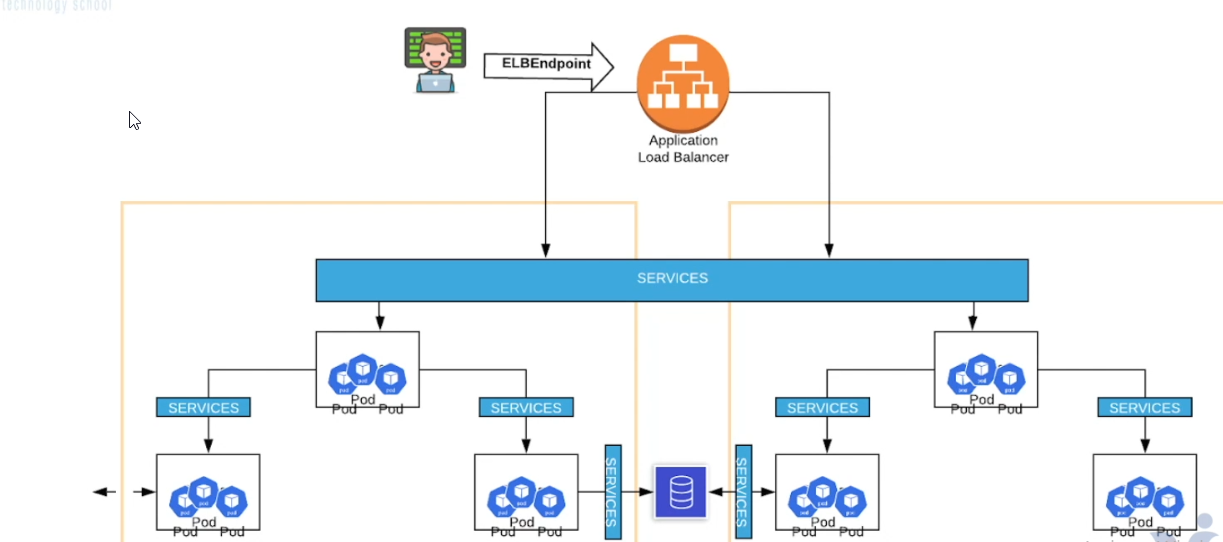 technology school
ELBEndpoint
Application
Load Balancer
SERVICES
Pod
Pod Pod
Pod
Pod Pod
SERVICES
SERVICES
SERVICES
SERVICES
SERVICES
SERVICES
Pod
Pod Pod
Pod
Pod Pod
Pod
Pod Pod
Pod
Pod Pod